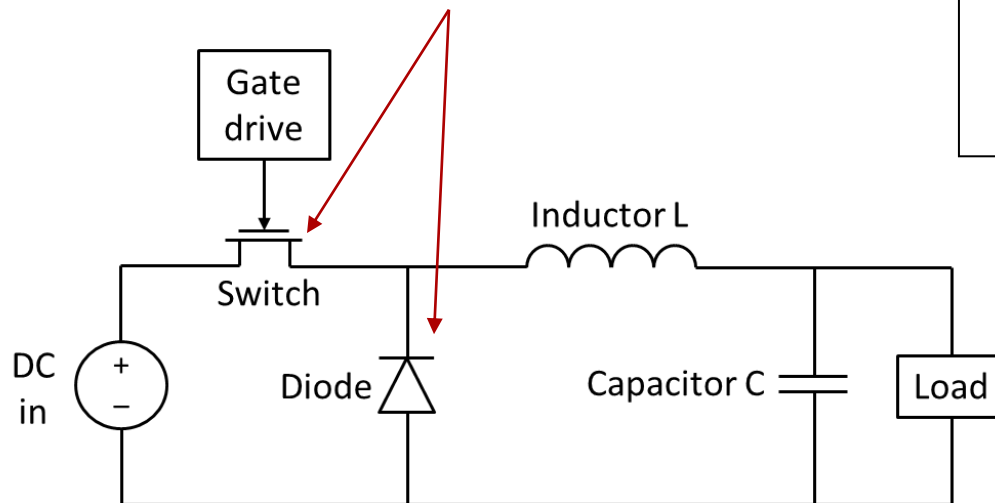 Gate
drive
Inductor L
Switch
DC
in
+
–
Diode
Capacitor C
Load